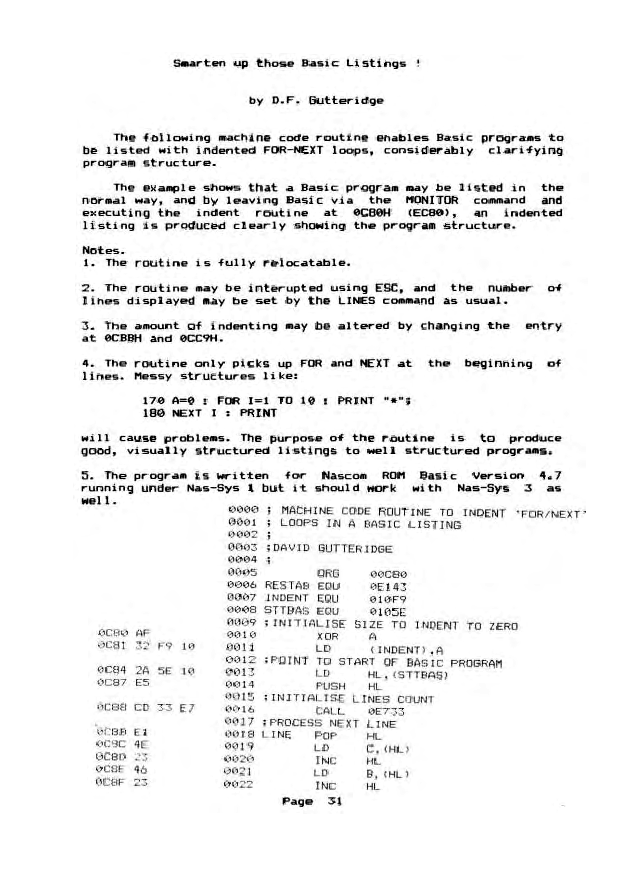 Smarten up those Basic Listings !
by D.F. Gutteridge
The following machine code routine enables Basic programs to
be listed with indented FOR-NEXT loops, considerably clarifying
program structure.
The example shows that a Basic program may be listed in the
normal way, and by leaving Basic via the MONITOR command and
executing the indent routine at 0C80H (EC80), an indented
listing is produced clearly showing the program structure.
Notes.
1. The routine is fully relocatable.
2. The routine may be interupted using ESC, and the number of
lines displayed may be set by the LINES command as usual.
3. The amount of indenting may be altered by changing the entry
at 0CBBH and 0CC9H.
4. The routine only picks up FOR and NEXT at the beginning of
lines. Messy structures like:
170 A=0 : FOR I=1 TO 10 : PRINT "*";
180 NEXT I : PRINT
will cause problems. The purpose of the routine is to produce
good, visually structured listings to well structured programs.
5. The program is written for Nascom ROM Basic Version 4.7
running under Nas-Sys 1 but it should work with Nas-Sys 3 as
well.
0000 ; MACHINE CODE ROUTINE TO INDENT 'FOR/NEXT'
0001 ; LOOPS IN A BASIC LISTING
0002 ;
0003 ;DAVID GUTTERIDGE
0004 ;
0005 ORG 00C80
0006 RESTAB EQU 0E143
0007 INDENT EQU 010F9
0008 STTBAS EQU 0105E
0009 ;INITIALISE SIZE TO INDENT TO ZERO
0C80 AF 0010 XOR A
0C81 32 F9 10 0011 LD (INDENT),A
0012 ;POINT TO START OF BASIC PROGRAM
0C84 2A 5E 10 0013 LD HL,(STTBAS)
0C87 E5 0014 PUSH HL
0015 ;INITIALISE LINES COUNT
0C88 CD 33 E7 0016 CALL 0E733
0017 ;PROCESS NEXT LINE
0C8B E1 0018 LINE POP HL
0C8C 4E 0019 LD C,(HL)
0C8D 23 0020 INC HL
0C8E 46 0021 LD B,(HL)
0C8F 23 0022 INC HL
Page 31